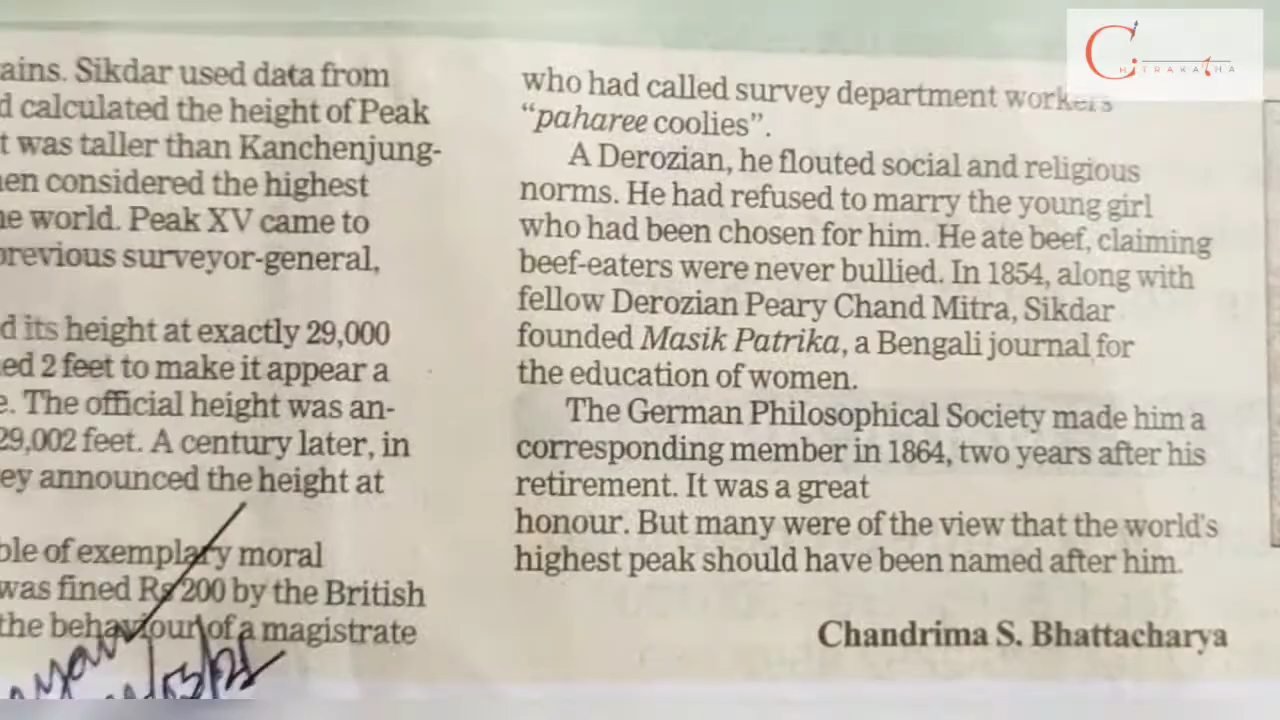 CHITRAKATHA
ains. Sikdar used data from
d calculated the height of Peak
t was taller than Kanchenjung-
en considered the highest
e world. Peak XV came to
previous surveyor-general,
d its height at exactly 29,000
ed 2 feet to make it appear a
e. The official height was an-
29,002 feet. A century later, in
ey announced the height at
ble of exemplary moral
was fined Rs 200 by the British
the behaviour of a magistrate
who had called survey department workers
“paharee coolies”.
A Derozian, he flouted social and religious
norms. He had refused to marry the young girl
who had been chosen for him. He ate beef, claiming
beef-eaters were never bullied. In 1854, along with
fellow Derozian Peary Chand Mitra, Sikdar
founded Masik Patrika, a Bengali journal for
the education of women.
The German Philosophical Society made him a
corresponding member in 1864, two years after his
retirement. It was a great
honour. But many were of the view that the world's
highest peak should have been named after him.
Chandrima S. Bhattacharya